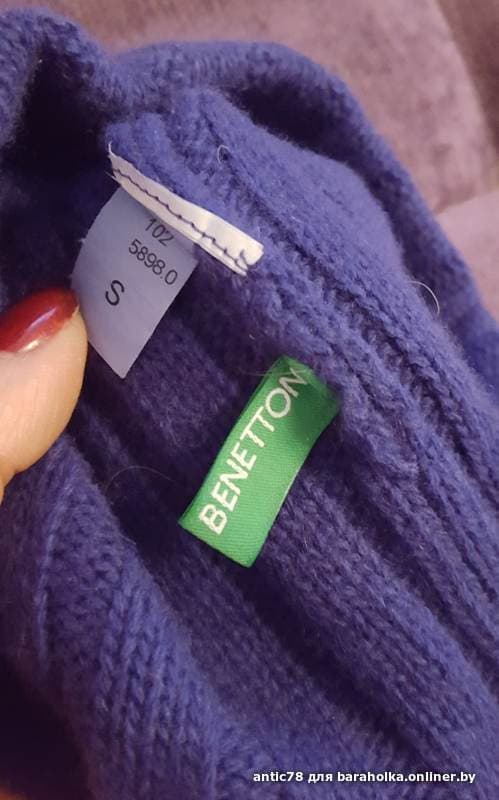 102
5898.0
S
BENETTON
antic78 для baraholka.onliner.by